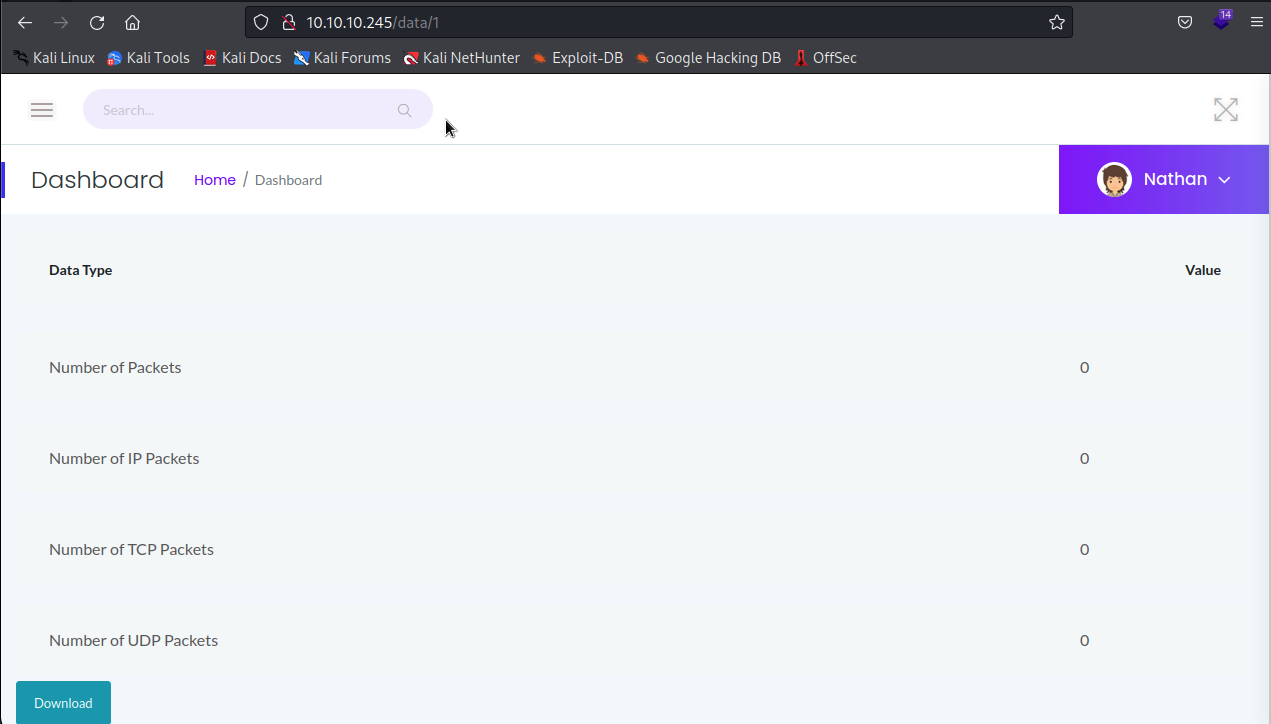 10.10.10.245/data/1
14
Kali Linux Kali Tools Kali Docs Kali Forums Kali NetHunter Exploit-DB Google Hacking DB OffSec
Search...
Dashboard Home / Dashboard Nathan
Data Type Value
Number of Packets 0
Number of IP Packets 0
Number of TCP Packets 0
Number of UDP Packets 0
Download